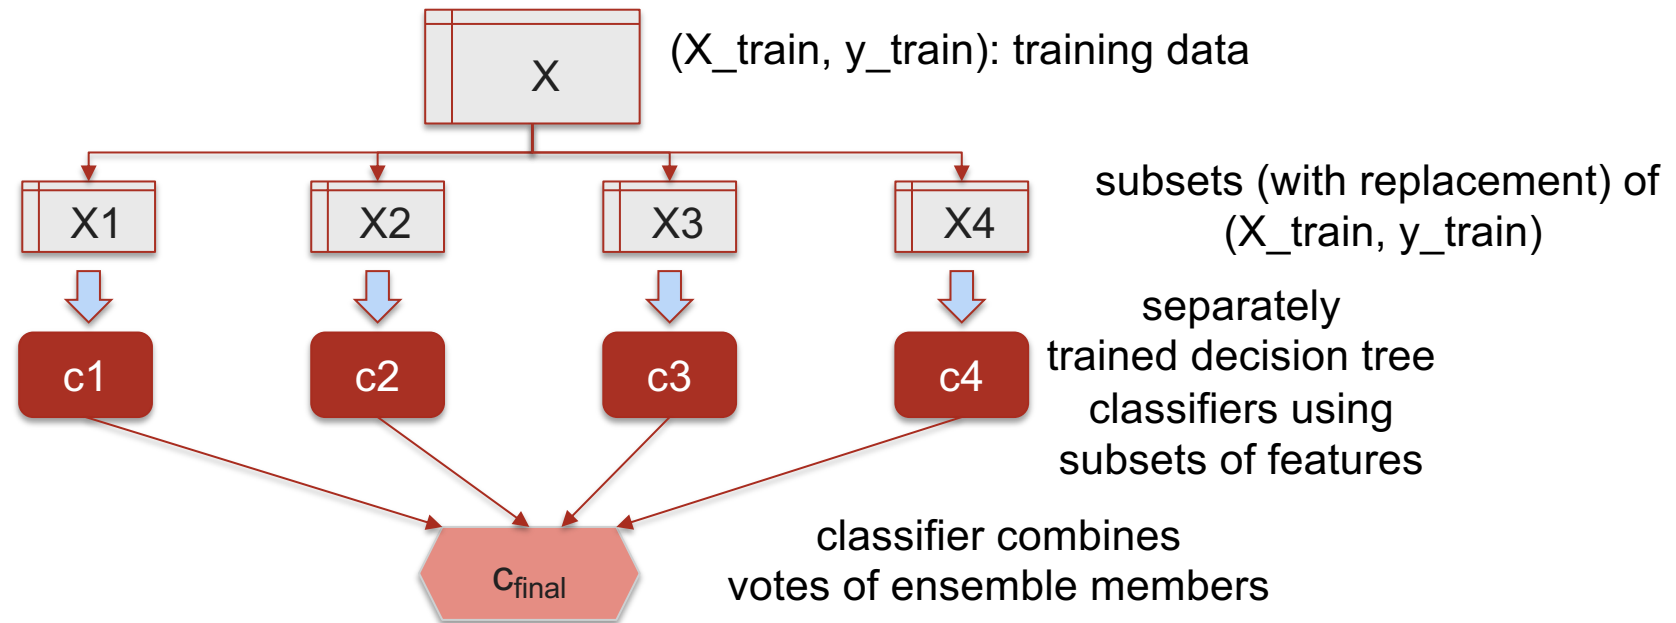 X
(X_train, y_train): training data
X1
X2
X3
X4
subsets (with replacement) of
(X_train, y_train)
c1
c2
c3
c4
separately
trained decision tree
classifiers using
subsets of features
c_final
classifier combines
votes of ensemble members